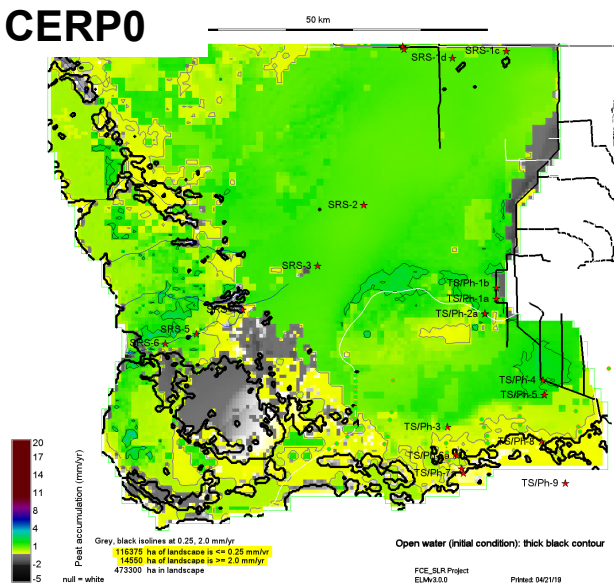 CERP0
50 km
SRS-1d
SRS-1c
SRS-2
SRS-3
TS/Ph-1b
TS/Ph-1a
TS/Ph-2a
SRS-5
SRS-6
TS/Ph-4
TS/Ph-5
TS/Ph-3
TS/Ph-8
TS/Ph-6a
TS/Ph-7a
TS/Ph-9
20
17
14
11
8
6
4
2
0
-2
-5
Peat accumulation (mm/yr)
null = white
Grey, black isolines at 0.25, 2.0 mm/yr
116375 ha of landscape is <= 0.25 mm/yr
14550 ha of landscape is >= 2.0 mm/yr
473300 ha in landscape
Open water (initial condition): thick black contour
FCE_SLR Project
ELMv3.0.0
Printed: 04/21/19